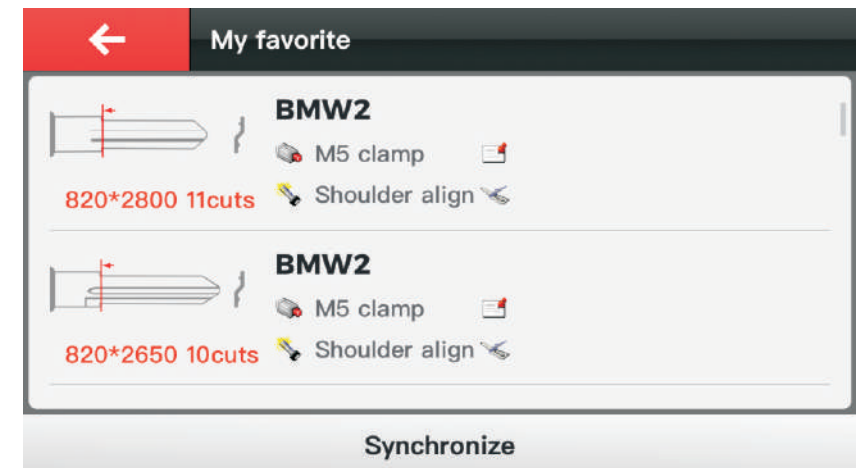 My favorite
BMW2
M5 clamp
820*2800 11cuts
Shoulder align
BMW2
M5 clamp
820*2650 10cuts
Shoulder align
Synchronize